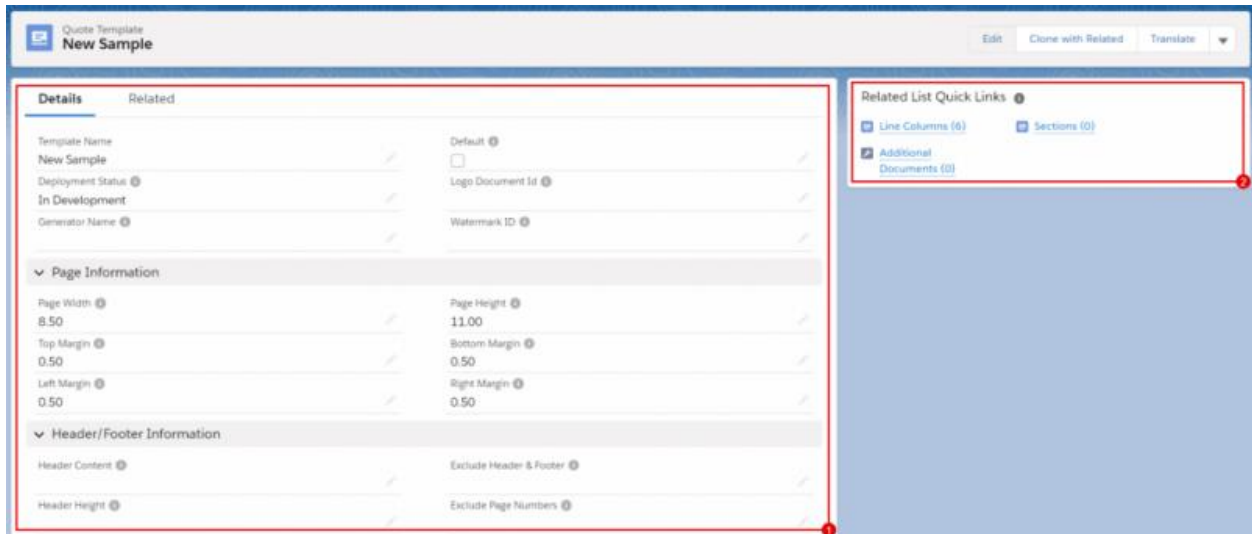 Quote Template
New Sample
Edit Clone with Related Translate
Details Related
Template Name Default
New Sample
Deployment Status Logo Document Id
In Development
Generator Name Watermark ID
Page Information
Page Width Page Height
8.50 11.00
Top Margin Bottom Margin
0.50 0.50
Left Margin Right Margin
0.50 0.50
Header/Footer Information
Header Content Exclude Header & Footer
Header Height Exclude Page Numbers
1
Related List Quick Links
Line Columns (6) Sections (0)
Additional
Documents (0)
2